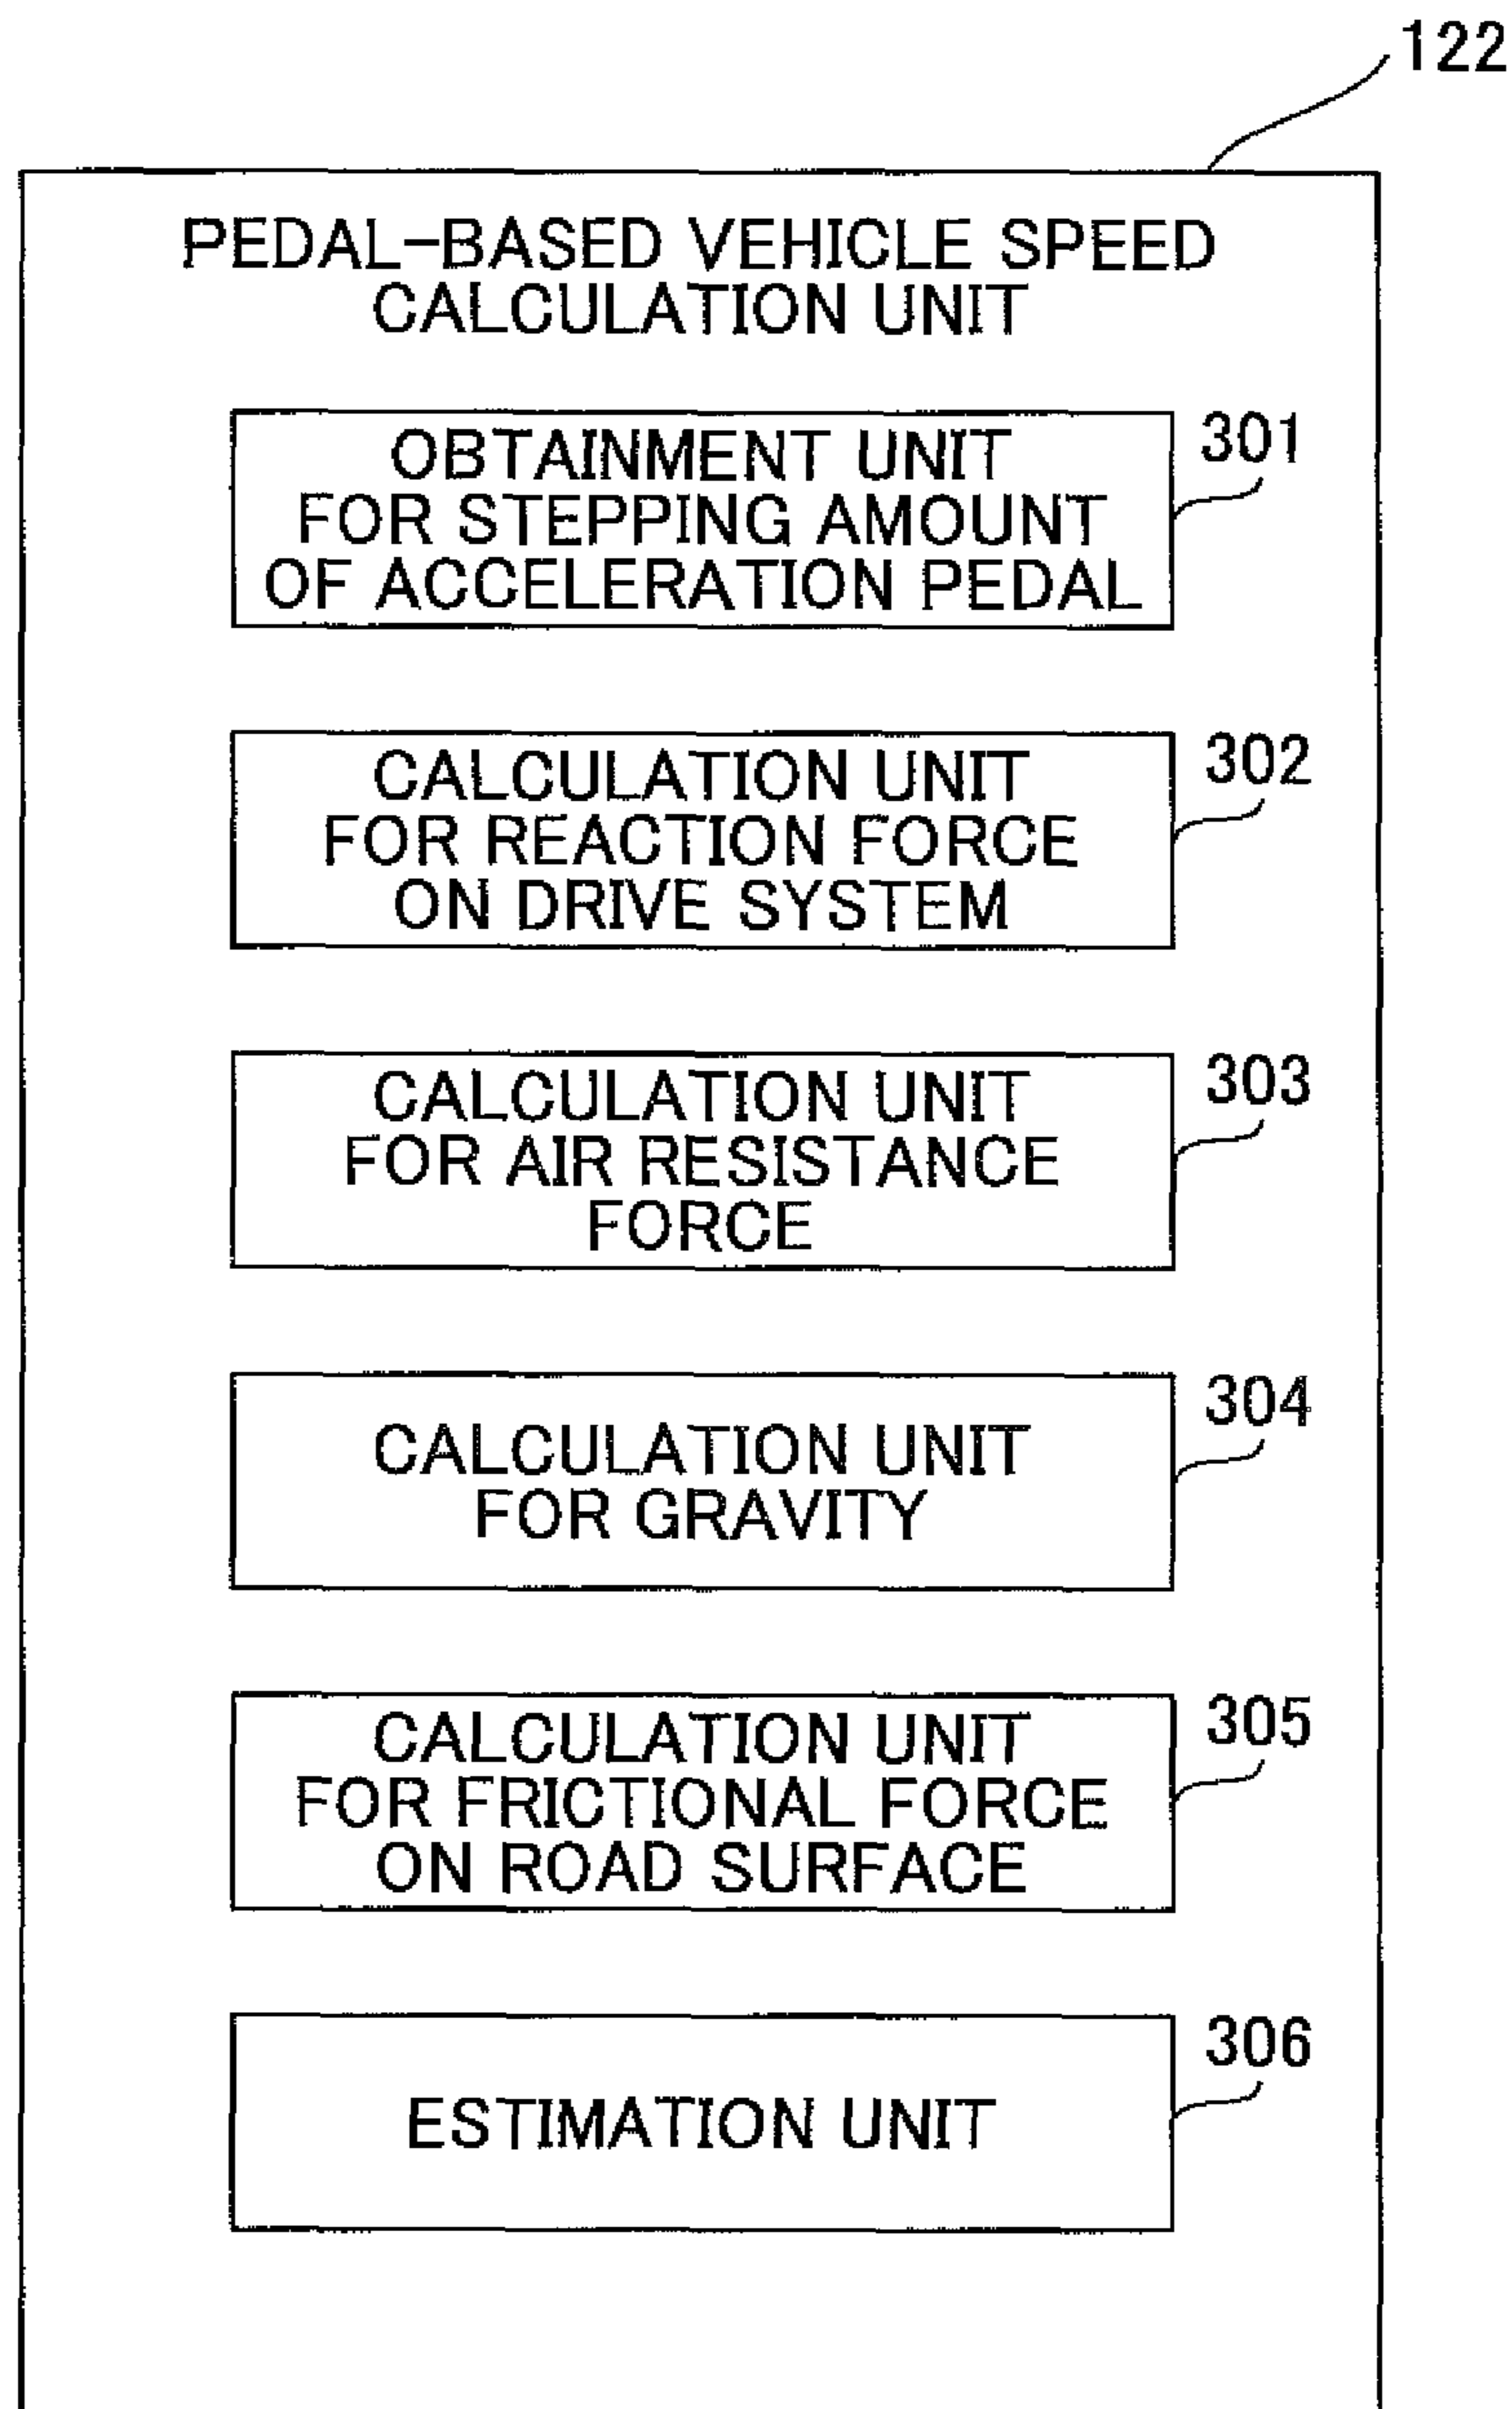 122
PEDAL-BASED VEHICLE SPEED
CALCULATION UNIT
301
OBTAINMENT UNIT
FOR STEPPING AMOUNT
OF ACCELERATION PEDAL
302
CALCULATION UNIT
FOR REACTION FORCE
ON DRIVE SYSTEM
303
CALCULATION UNIT
FOR AIR RESISTANCE
FORCE
304
CALCULATION UNIT
FOR GRAVITY
305
CALCULATION UNIT
FOR FRICTIONAL FORCE
ON ROAD SURFACE
306
ESTIMATION UNIT